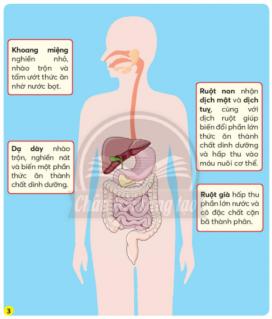 Khoang miệng
nghiền nhỏ,
nhào trộn và
tẩm ướt thức ăn
nhờ nước bọt.
Ruột non nhận
dịch mật và dịch
tuỵ, cùng với
dịch ruột giúp
biến đổi phần lớn
thức ăn thành
chất dinh dưỡng
và hấp thu vào
máu nuôi cơ thể.
Dạ dày nhào
trộn, nghiền nát
và biến một phần
thức ăn thành
chất dinh dưỡng.
Ruột già hấp thu
phần lớn nước và
cô đặc chất cặn
bã thành phân.
3